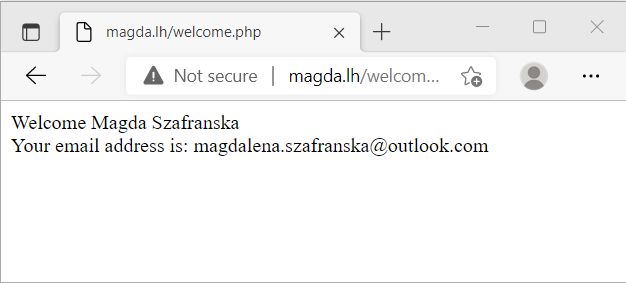 magda.lh/welcome.php
Not secure | magda.lh/welcom...
Welcome Magda Szafranska
Your email address is: magdalena.szafranska@outlook.com